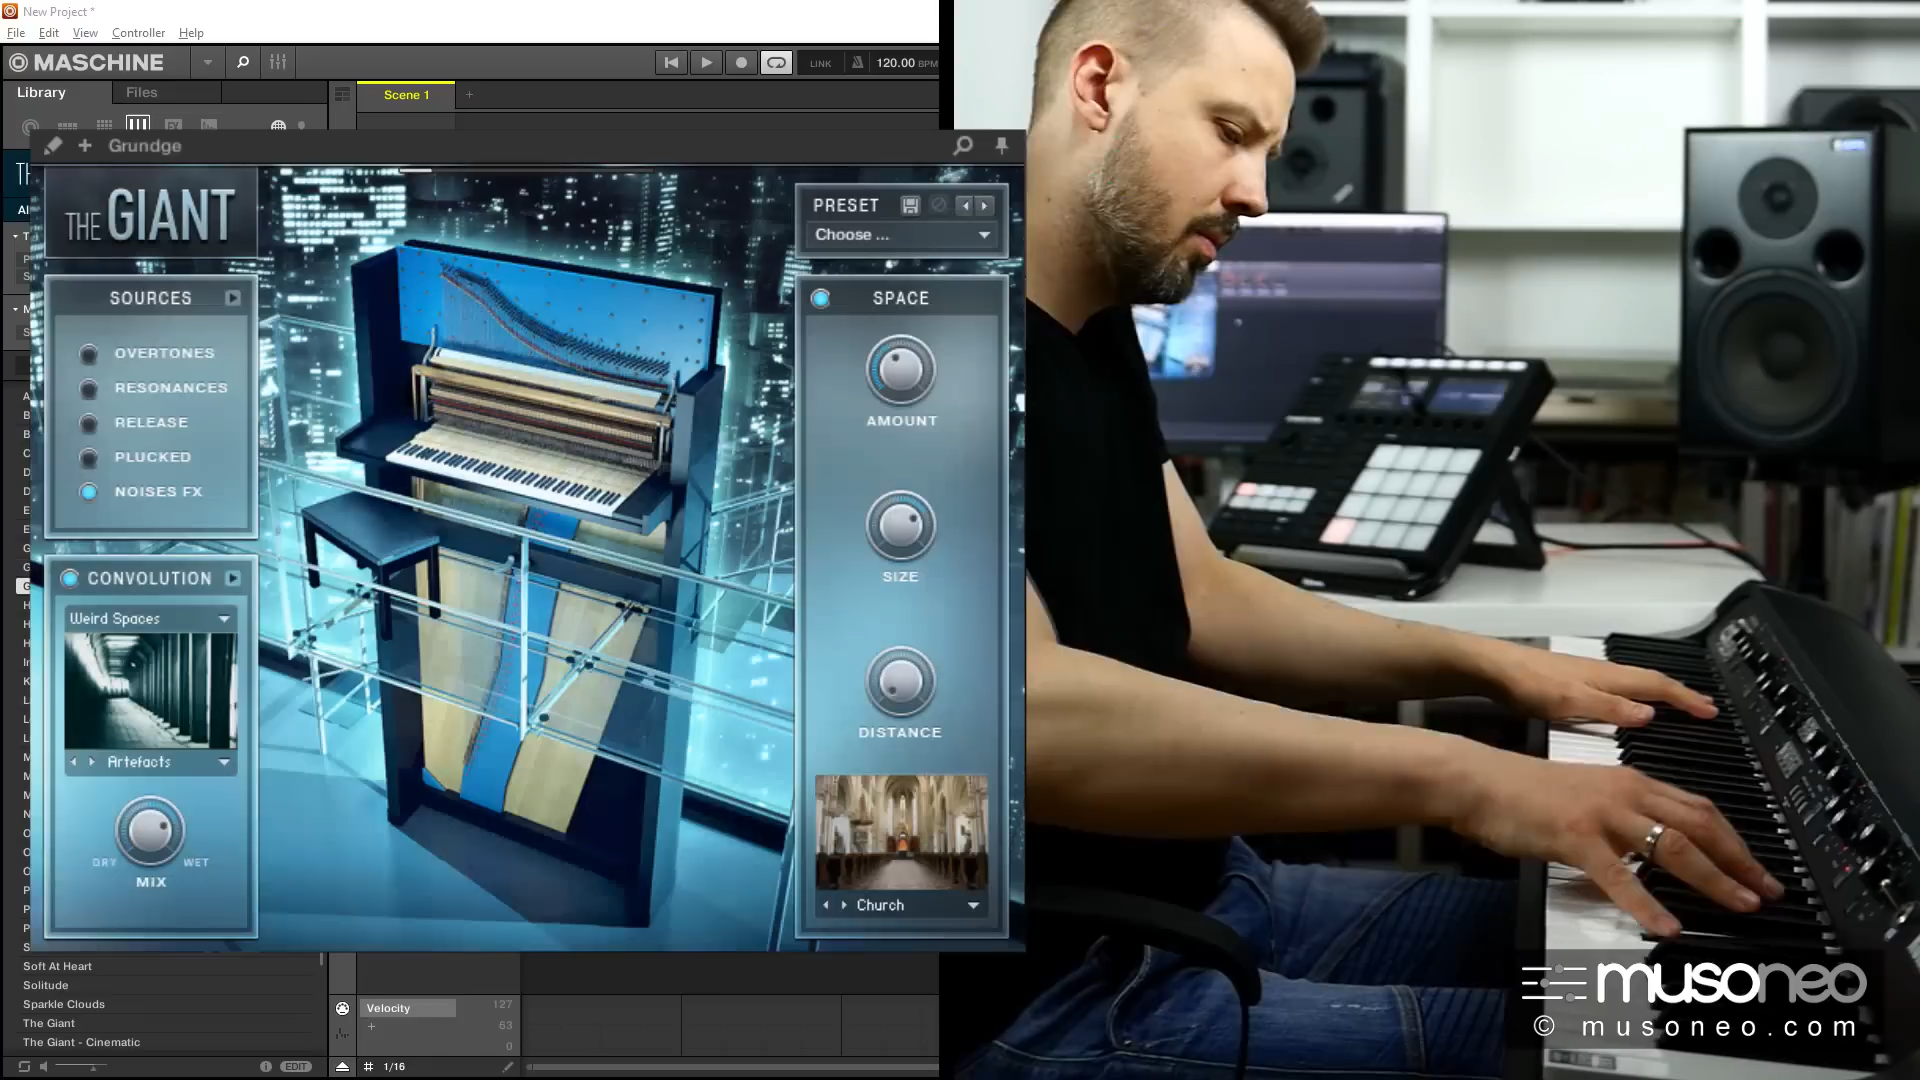 New Project *
File Edit View Controller Help
MASCHINE
LINK
120.00 BPM
Library
Files
Scene 1
+
Grundge
THE GIANT
PRESET
Choose ...
SOURCES
OVERTONES
RESONANCES
RELEASE
PLUCKED
NOISES FX
SPACE
AMOUNT
SIZE
DISTANCE
Church
CONVOLUTION
Weird Spaces
Artefacts
DRY
WET
MIX
Soft At Heart
Solitude
Sparkle Clouds
The Giant
The Giant - Cinematic
EDIT
Velocity
127
63
0
1/16
musoneo
© musoneo.com